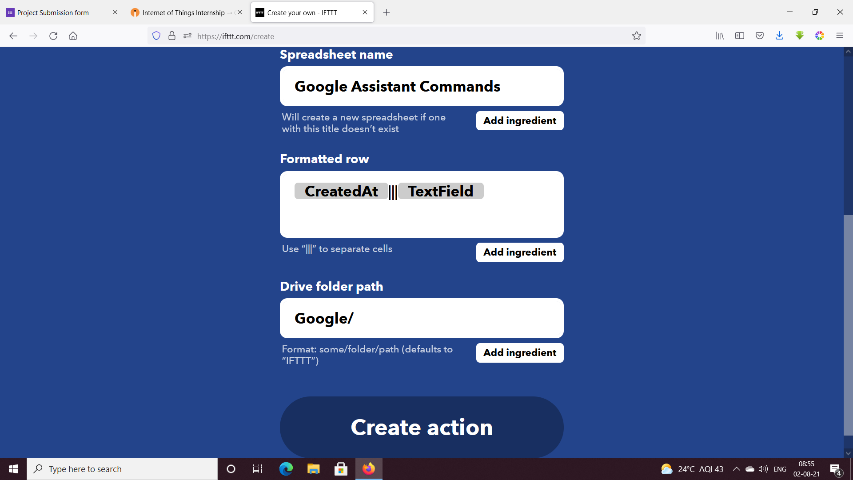 Project Submission form
Internet of Things Internship — :
IFTTT Create your own - IFTTT
https://ifttt.com/create
Spreadsheet name
Google Assistant Commands
Will create a new spreadsheet if one
with this title doesn't exist
Add ingredient
Formatted row
CreatedAt ||| TextField
Use "|||" to separate cells
Add ingredient
Drive folder path
Google/
Format: some/folder/path (defaults to
"IFTTT")
Add ingredient
Create action
Type here to search
24°C AQI 43
ENG
08:55
02-08-21
4